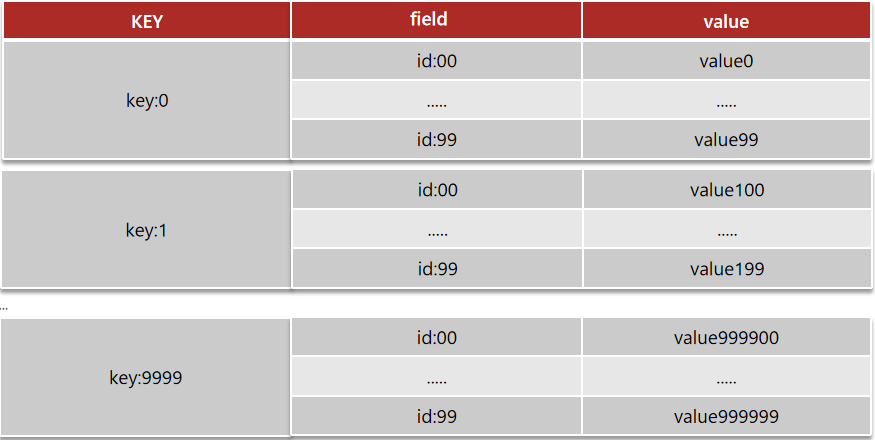 KEY field value
id:00 value0
key:0 ..... .....
id:99 value99
id:00 value100
key:1 ..... .....
id:99 value199
...
id:00 value999900
key:9999 ..... .....
id:99 value999999